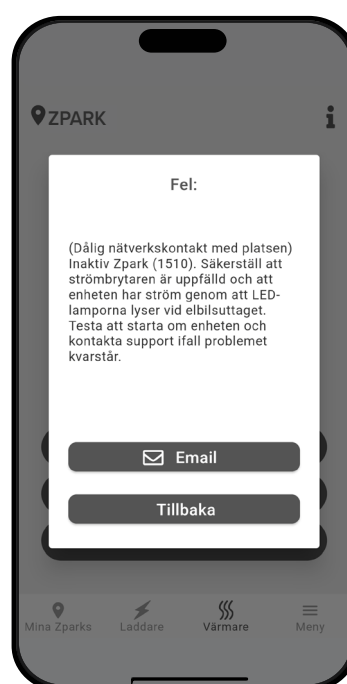 ZPARK
Fel:
(Dålig nätverkskontakt med platsen)
Inaktiv Zpark (1510). Säkerställ att
strömbrytaren är uppfälld och att
enheten har ström genom att LED-
lamporna lyser vid elbilsuttaget.
Testa att starta om enheten och
kontakta support ifall problemet
kvarstår.
Email
Tillbaka
Mina Zparks Laddare Värmare Meny